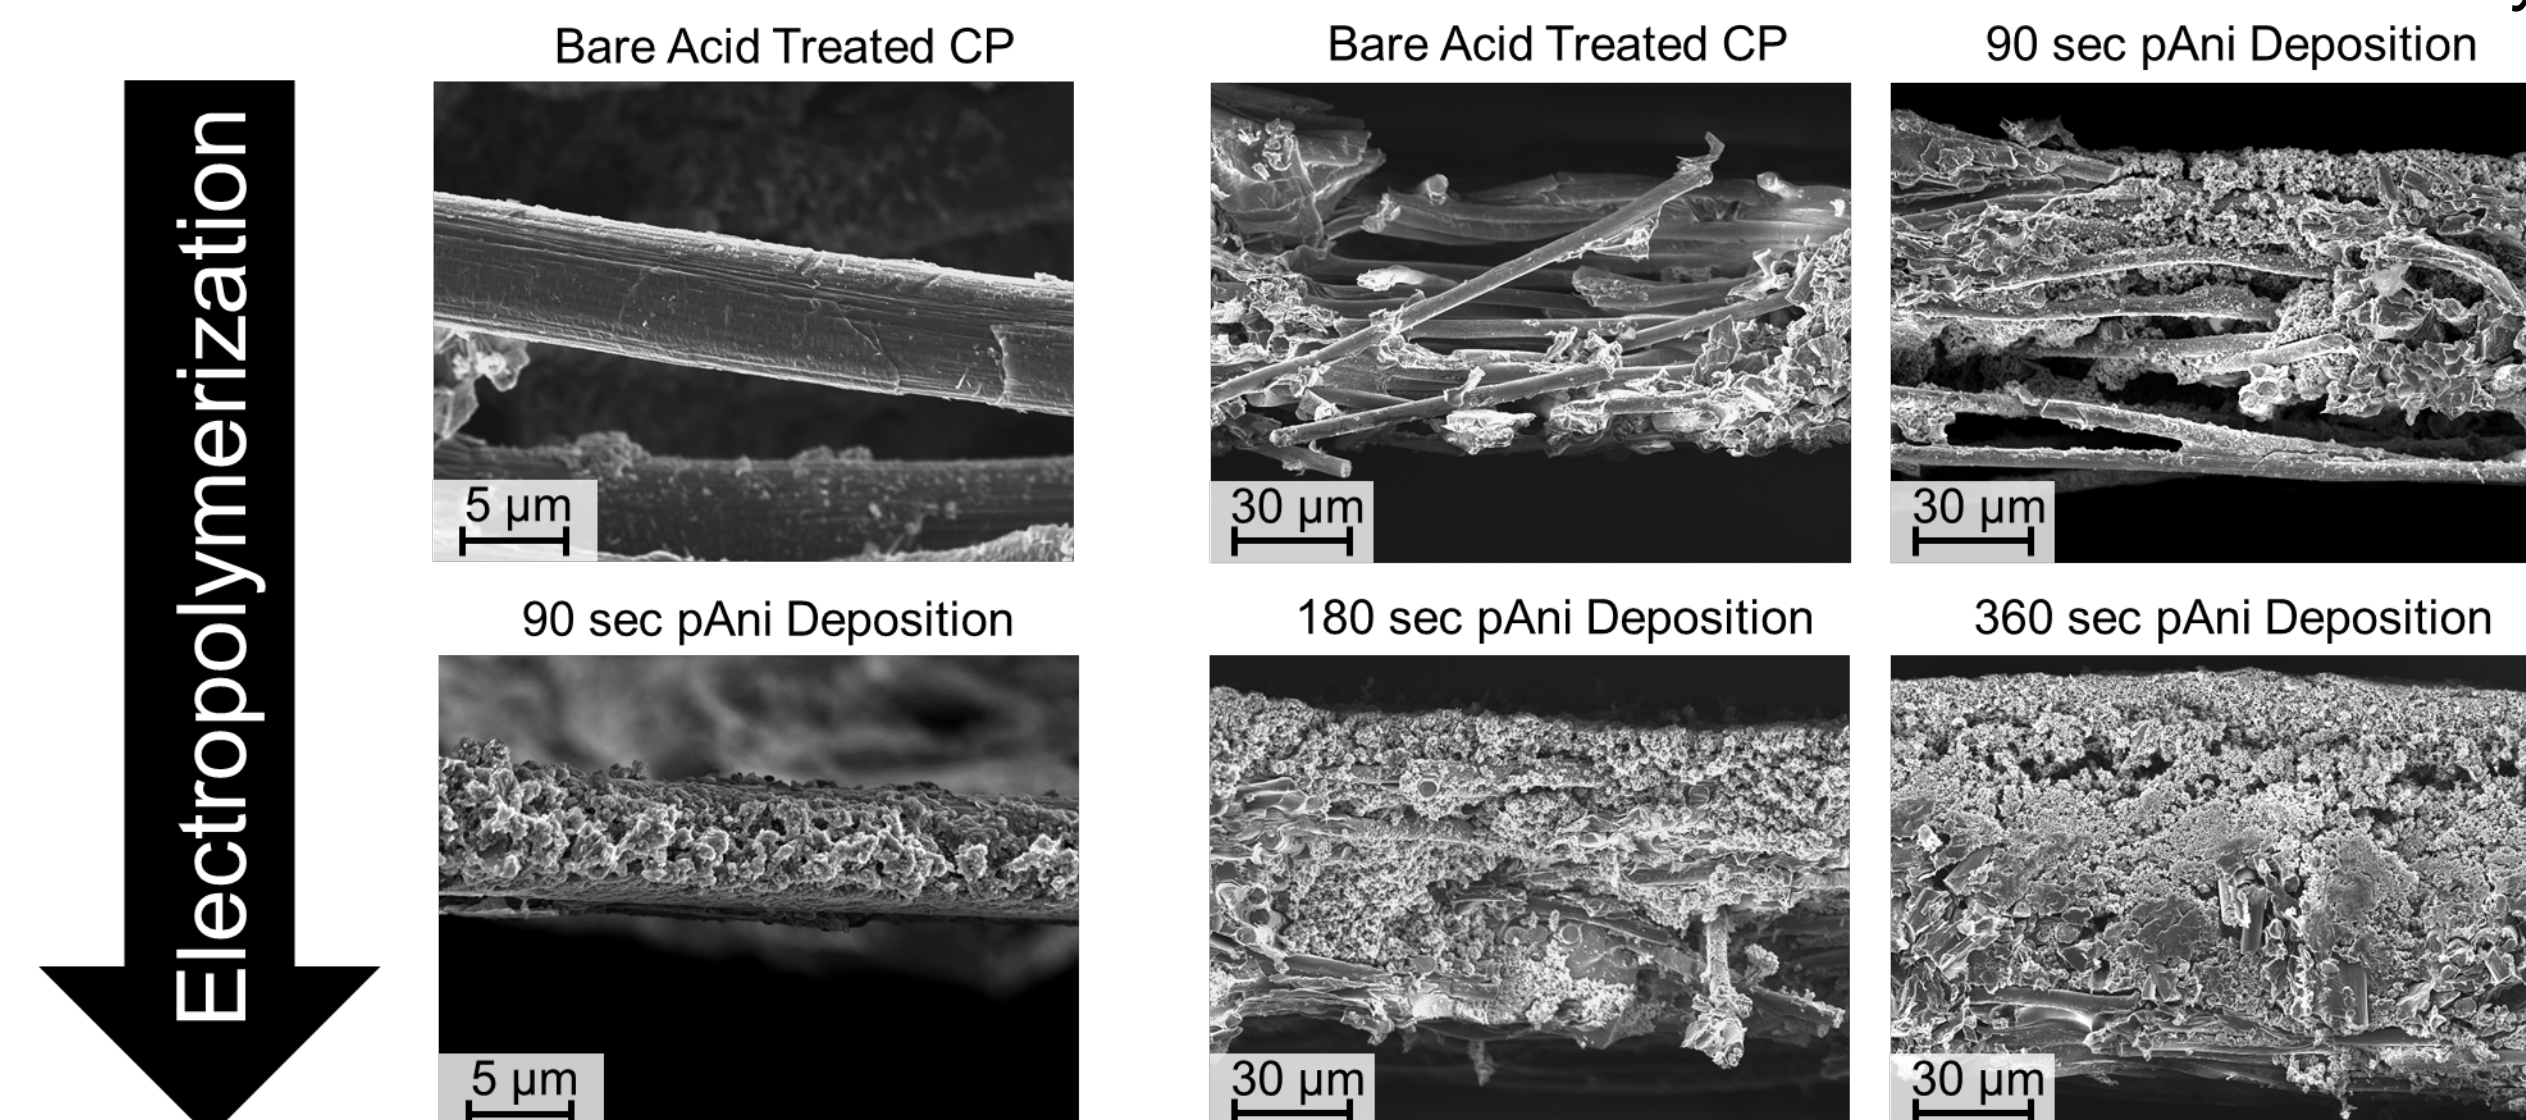 Electropolymerization
Bare Acid Treated CP
5 µm
90 sec pAni Deposition
5 µm
Bare Acid Treated CP
30 µm
90 sec pAni Deposition
30 µm
180 sec pAni Deposition
30 µm
360 sec pAni Deposition
30 µm